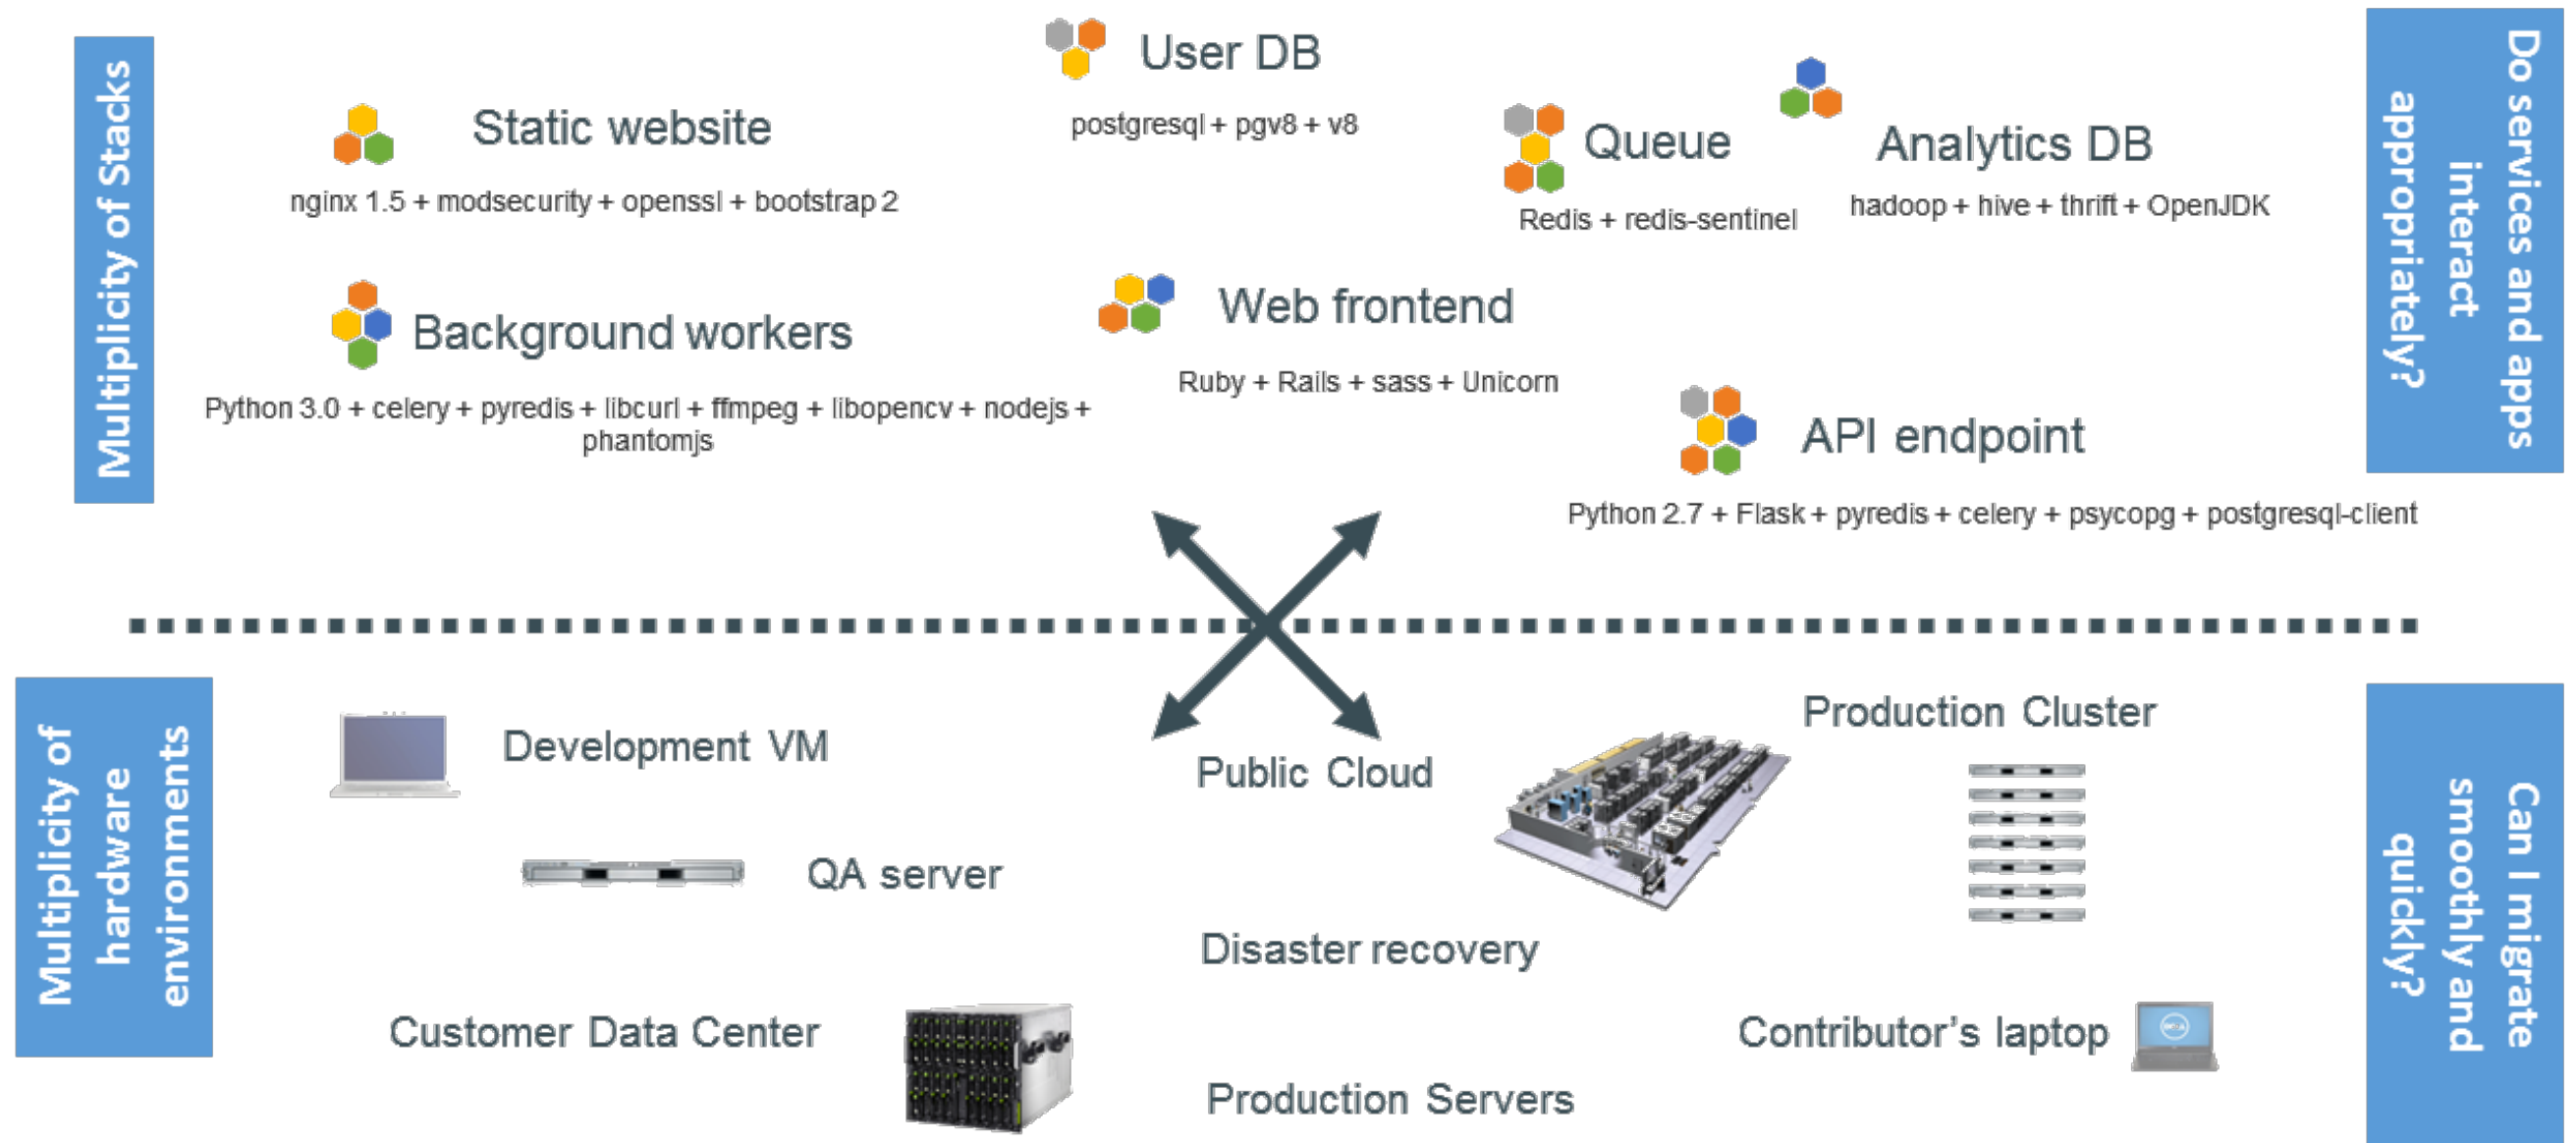 Multiplicity of Stacks
Static website
nginx 1.5 + modsecurity + openssl + bootstrap 2
Background workers
Python 3.0 + celery + pyredis + libcurl + ffmpeg + libopencv + nodejs +
phantomjs
User DB
postgresql + pgv8 + v8
Queue
Redis + redis-sentinel
Analytics DB
hadoop + hive + thrift + OpenJDK
Web frontend
Ruby + Rails + sass + Unicorn
API endpoint
Python 2.7 + Flask + pyredis + celery + psycopg + postgresql-client
Do services and apps
interact
appropriately?
Multiplicity of
hardware
environments
Development VM
QA server
Customer Data Center
Public Cloud
Disaster recovery
Production Servers
Production Cluster
Contributor's laptop
Can I migrate
smoothly and
quickly?